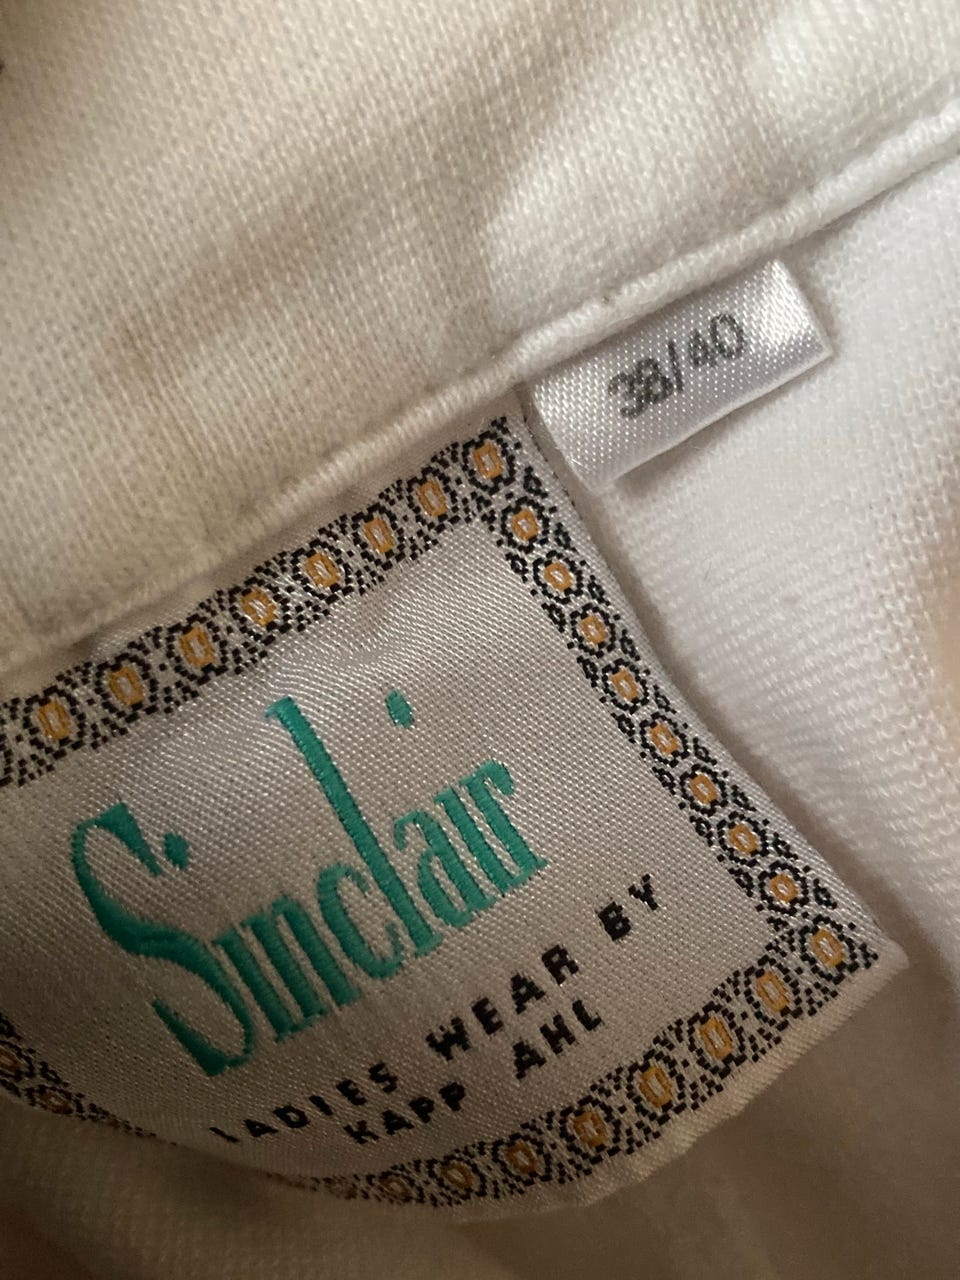 38/40
Sinclair
LADIES WEAR BY
KAPP AHL